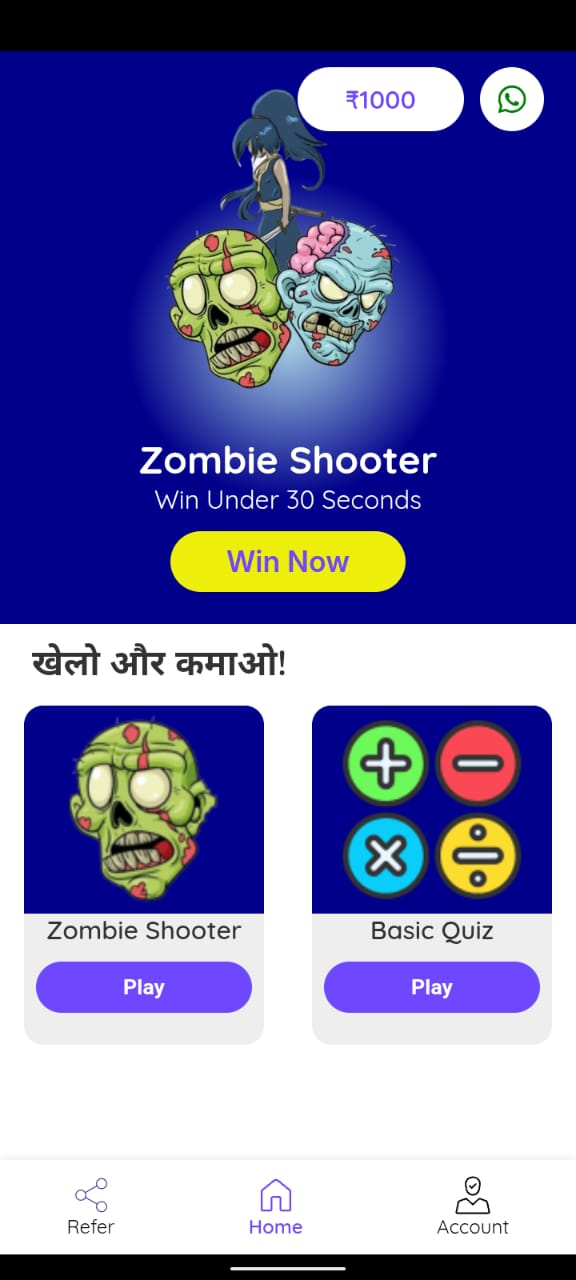 ₹1000
Zombie Shooter
Win Under 30 Seconds
Win Now
खेलो और कमाओ!
Zombie Shooter
Play
Basic Quiz
Play
Refer
Home
Account